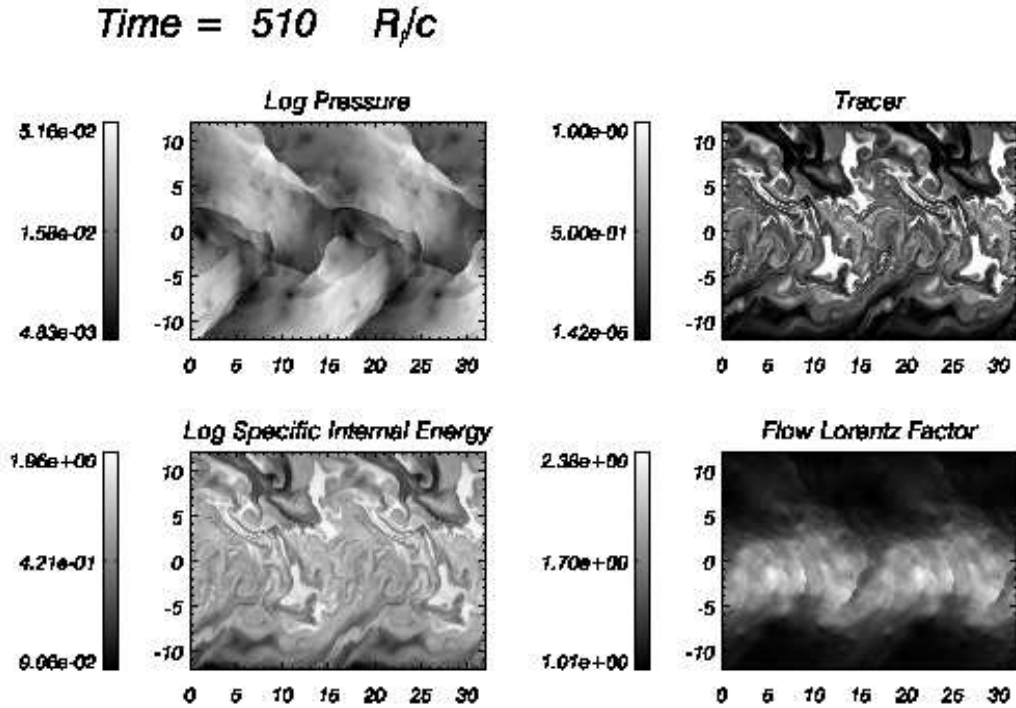 Time = 510 Rj/c
Log Pressure
Tracer
5.16e-02
1.58e-02
4.83e-03
10
5
0
-5
-10
0 5 10 15 20 25 30
1.00e-00
5.00e-01
1.42e-05
10
5
0
-5
-10
0 5 10 15 20 25 30
Log Specific Internal Energy
Flow Lorentz Factor
1.96e+00
4.21e-01
9.06e-02
10
5
0
-5
-10
0 5 10 15 20 25 30
2.38e+00
1.70e+00
1.01e+00
10
5
0
-5
-10
0 5 10 15 20 25 30